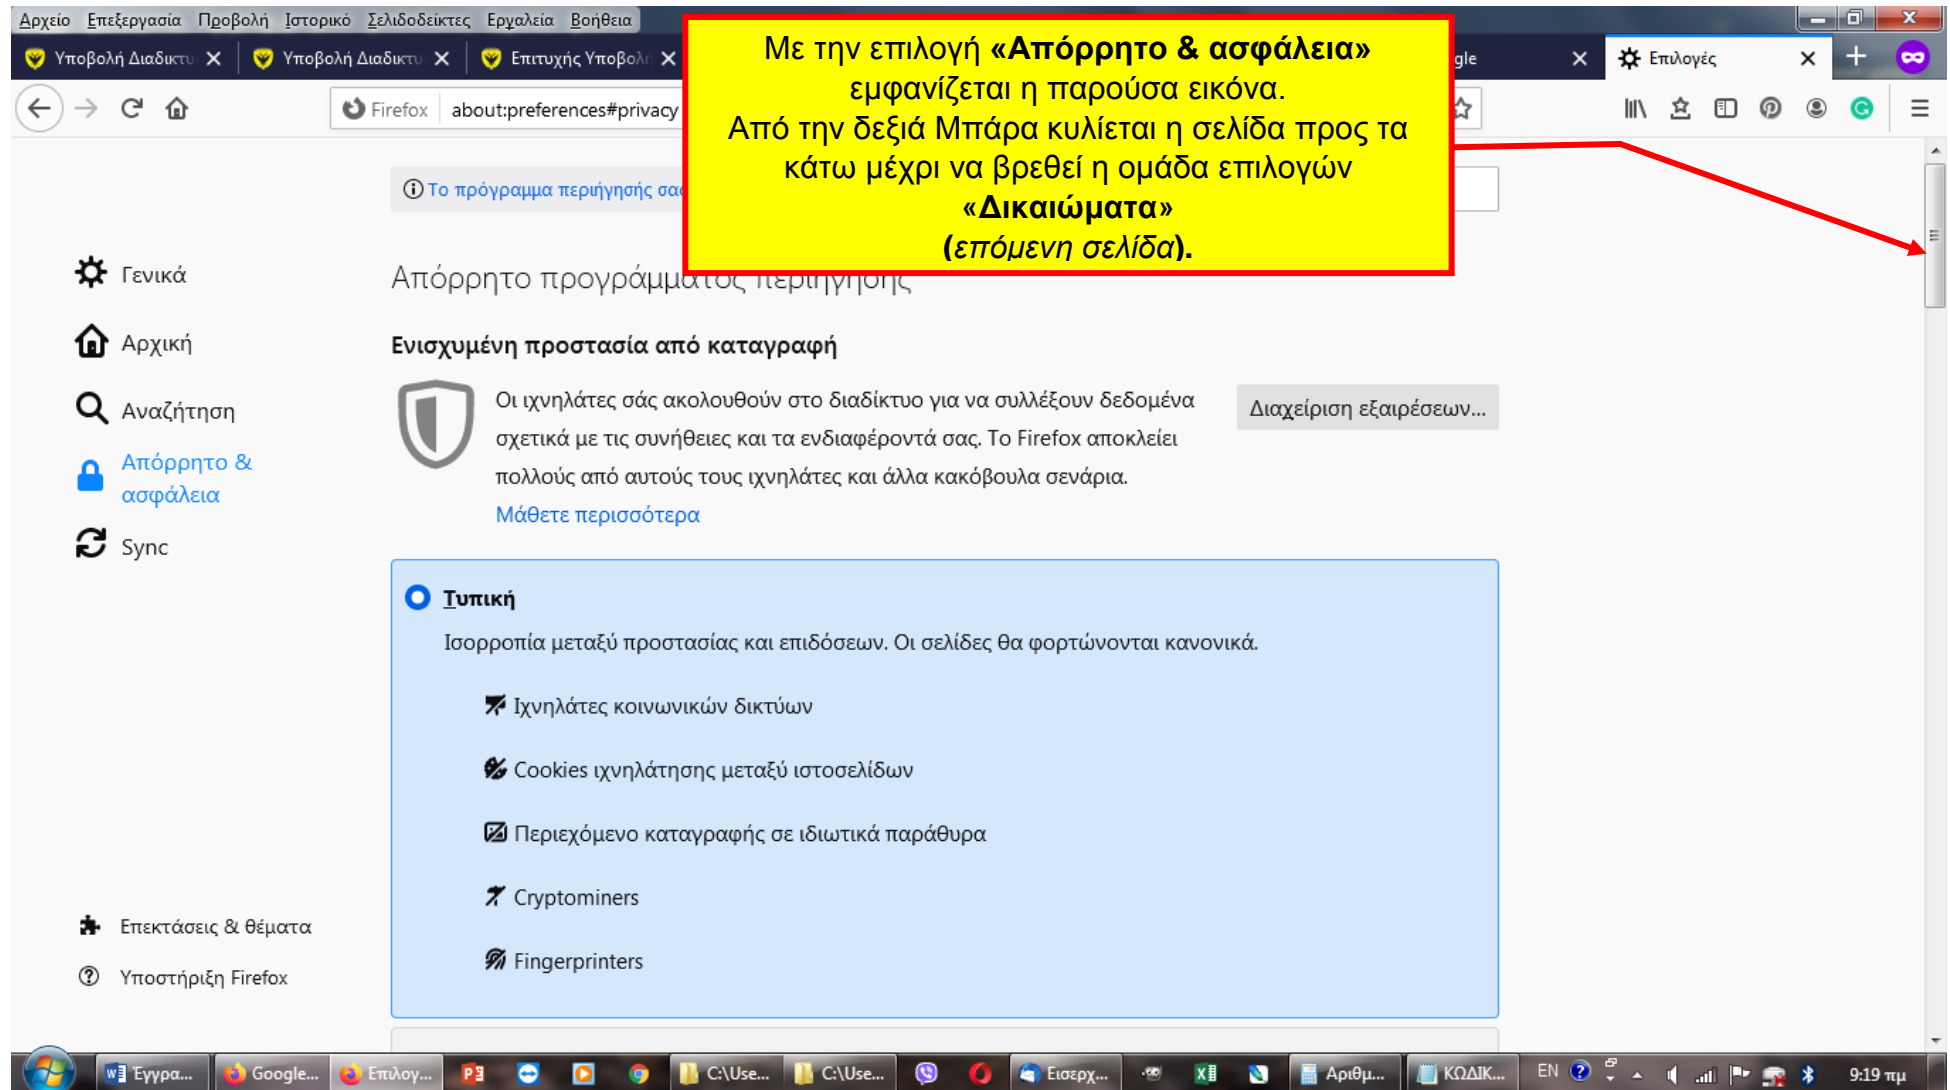 Αρχείο Επεξεργασία Προβολή Ιστορικό Σελιδοδείκτες Εργαλεία Βοήθεια
Υποβολή Διαδικτυ Υποβολή Διαδικτυ Επιτυχής Υποβολή gle Επιλογές
Firefox about:preferences#privacy
Με την επιλογή «Απόρρητο & ασφάλεια»
εμφανίζεται η παρούσα εικόνα.
Από την δεξιά Μπάρα κυλίεται η σελίδα προς τα
κάτω μέχρι να βρεθεί η ομάδα επιλογών
«Δικαιώματα»
(επόμενη σελίδα).
Το πρόγραμμα περιήγησής σας
Γενικά
Αρχική
Αναζήτηση
Απόρρητο &
ασφάλεια
Sync
Επεκτάσεις & θέματα
Υποστήριξη Firefox
Απόρρητο προγράμματος περιήγησης
Ενισχυμένη προστασία από καταγραφή
Οι ιχνηλάτες σάς ακολουθούν στο διαδίκτυο για να συλλέξουν δεδομένα
σχετικά με τις συνήθειες και τα ενδιαφέροντά σας. Το Firefox αποκλείει
πολλούς από αυτούς τους ιχνηλάτες και άλλα κακόβουλα σενάρια.
Μάθετε περισσότερα
Διαχείριση εξαιρέσεων...
Τυπική
Ισορροπία μεταξύ προστασίας και επιδόσεων. Οι σελίδες θα φορτώνονται κανονικά.
Ιχνηλάτες κοινωνικών δικτύων
Cookies ιχνηλάτησης μεταξύ ιστοσελίδων
Περιεχόμενο καταγραφής σε ιδιωτικά παράθυρα
Cryptominers
Fingerprinters
Έγγρα... Google... Επιλογ... C:\Use... C:\Use... Εισερχ... Αριθμ... ΚΩΔΙΚ... EN 9:19 πμ